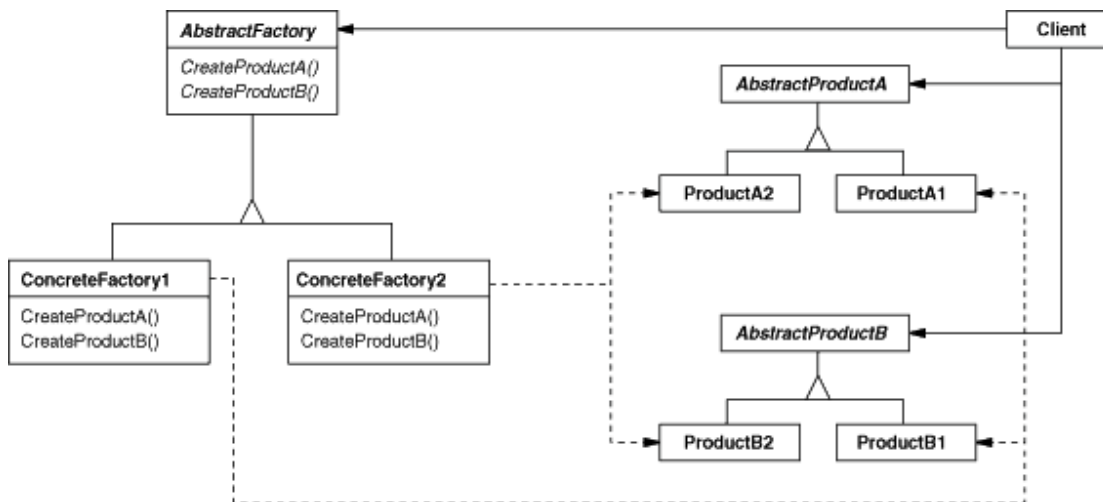 AbstractFactory
CreateProductA()
CreateProductB()
Client
AbstractProductA
ProductA2
ProductA1
ConcreteFactory1
CreateProductA()
CreateProductB()
ConcreteFactory2
CreateProductA()
CreateProductB()
AbstractProductB
ProductB2
ProductB1